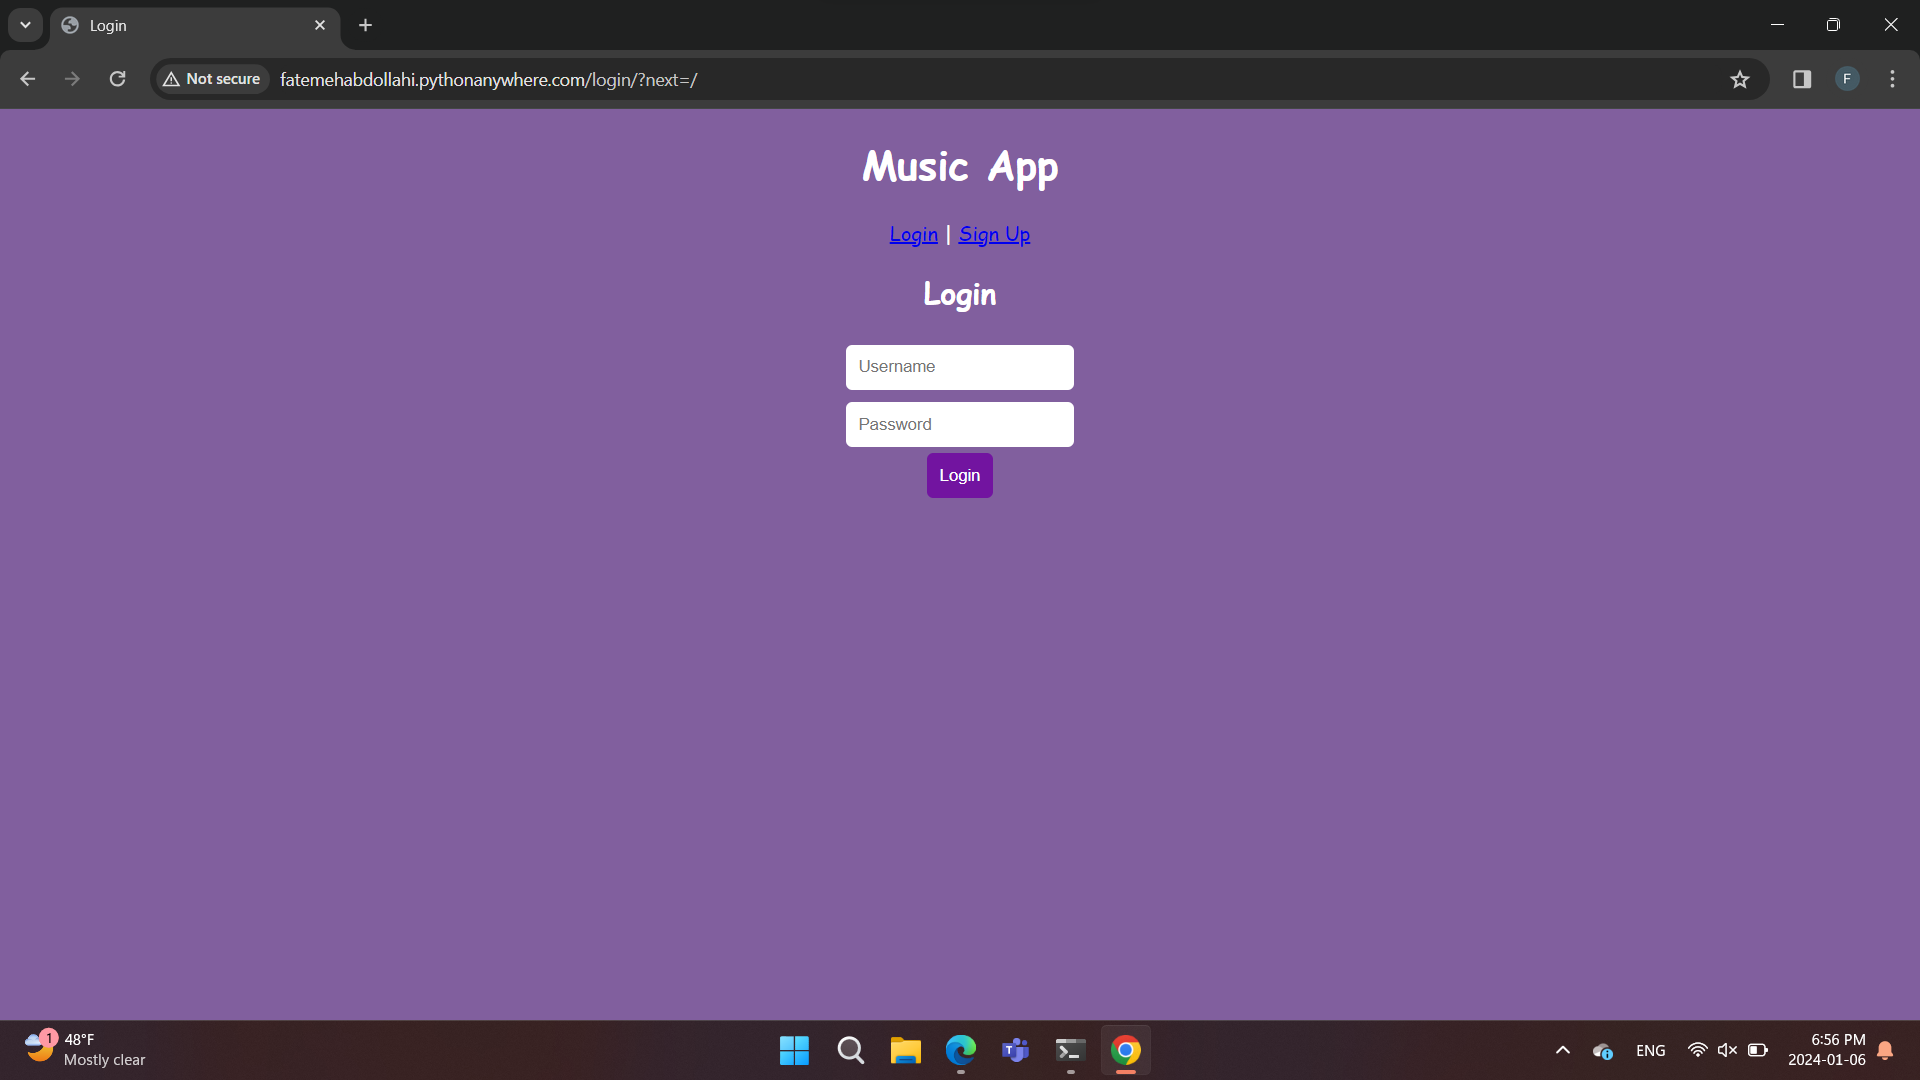 Login
Not secure
fatemehabdollahi.pythonanywhere.com/login/?next=/
F
Music App
Login | Sign Up
Login
Username
Password
Login
1
48°F
Mostly clear
T
ENG
6:56 PM
2024-01-06